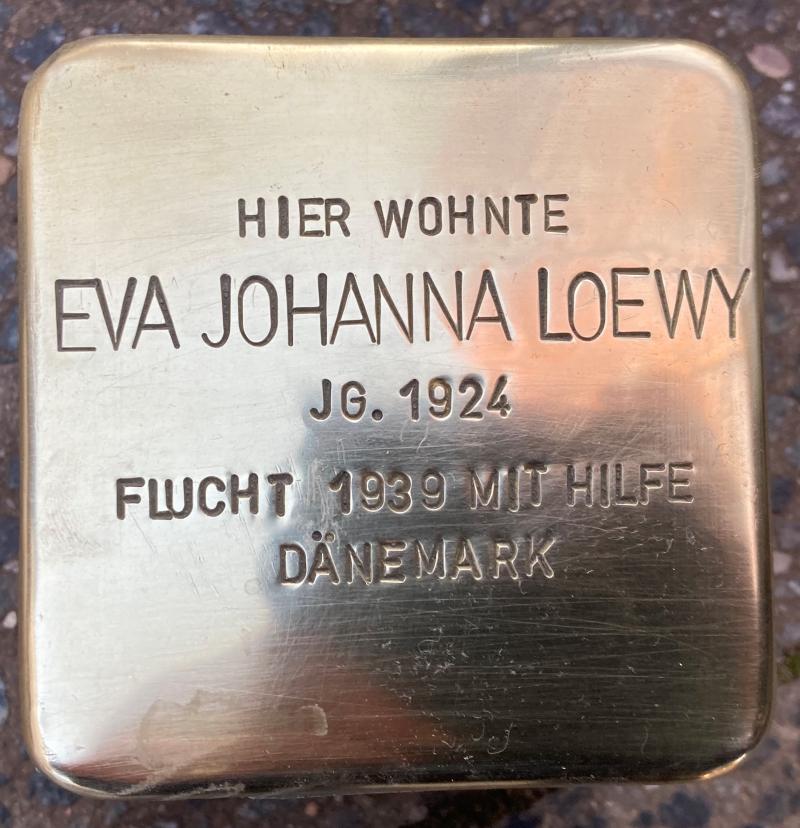 HIER WOHNTE
EVA JOHANNA LOEWY
JG. 1924
FLUCHT 1939 MIT HILFE
DÄNEMARK